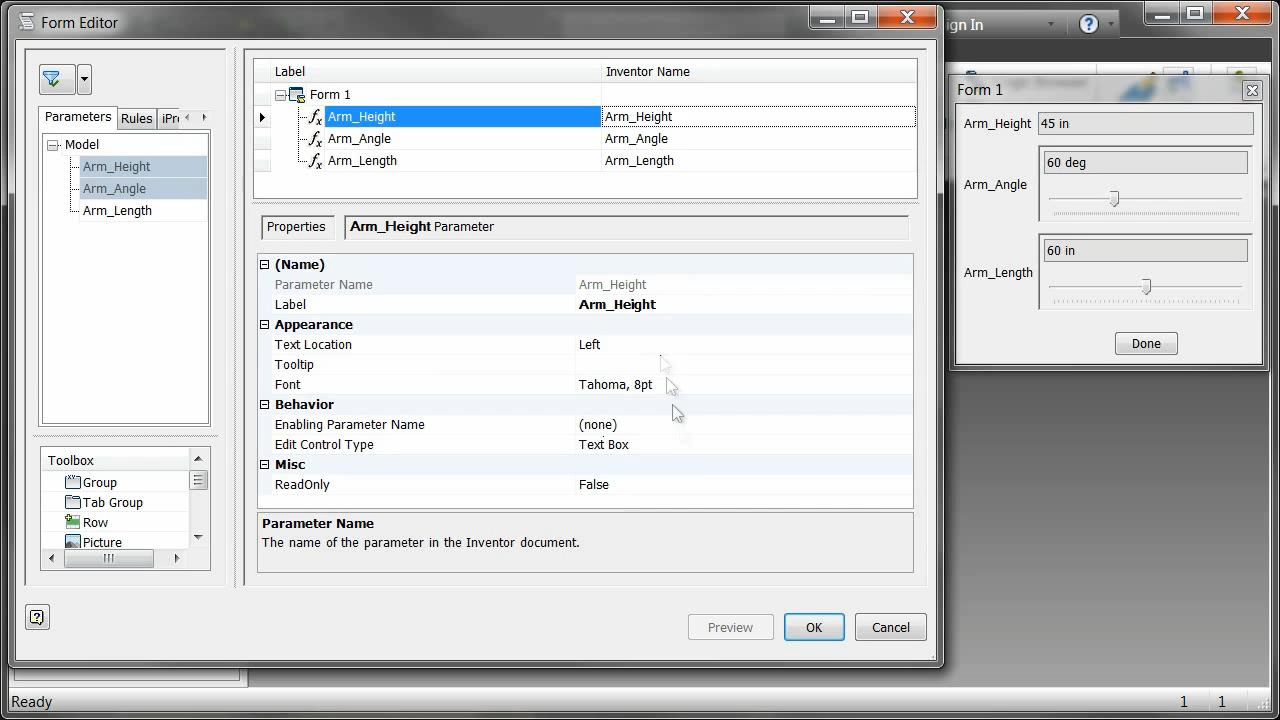 Form Editor
ign In
Parameters
Rules
iPro
Model
Arm_Height
Arm_Angle
Arm_Length
Toolbox
Group
Tab Group
Row
Picture
Label
Inventor Name
Form 1
Arm_Height
Arm_Height
Arm_Angle
Arm_Angle
Arm_Length
Arm_Length
Properties
Arm_Height Parameter
(Name)
Parameter Name
Arm_Height
Label
Arm_Height
Appearance
Text Location
Left
Tooltip
Font
Tahoma, 8pt
Behavior
Enabling Parameter Name
(none)
Edit Control Type
Text Box
Misc
ReadOnly
False
Parameter Name
The name of the parameter in the Inventor document.
Preview
OK
Cancel
Form 1
Arm_Height
45 in
Arm_Angle
60 deg
Arm_Length
60 in
Done
Ready
1
1